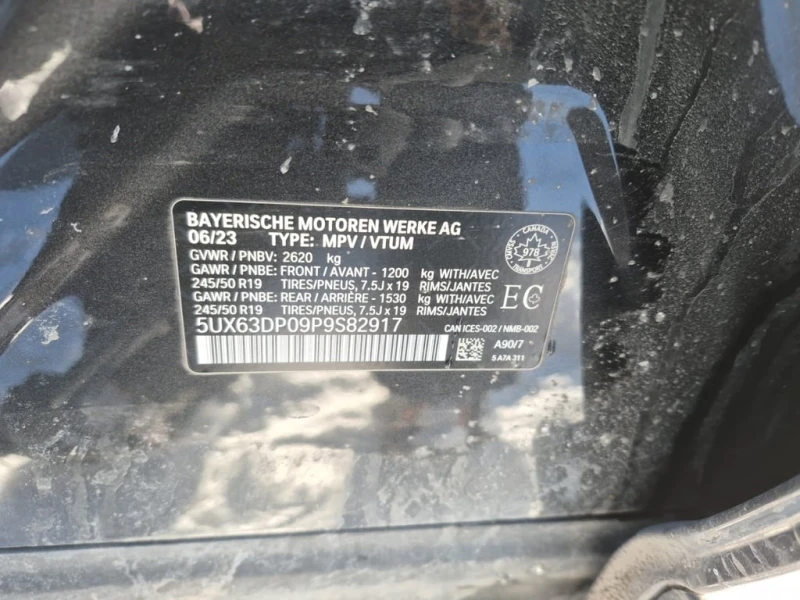 BAYERISCHE MOTOREN WERKE AG
06/23 TYPE: MPV / VTUM
GVWR / PNBV: 2620 kg
GAWR / PNBE: FRONT / AVANT - 1200 kg WITH/AVEC
245/50 R19 TIRES/PNEUS, 7.5J x 19 RIMS/JANTES
GAWR / PNBE: REAR / ARRIÈRE - 1530 kg WITH/AVEC
245/50 R19 TIRES/PNEUS, 7.5J x 19 RIMS/JANTES
5UX63DP09P9S82917
CANADA
978
TRANSPORT
EC
CAN ICES-002 / NMB-002
A90/7
5 A7A 311